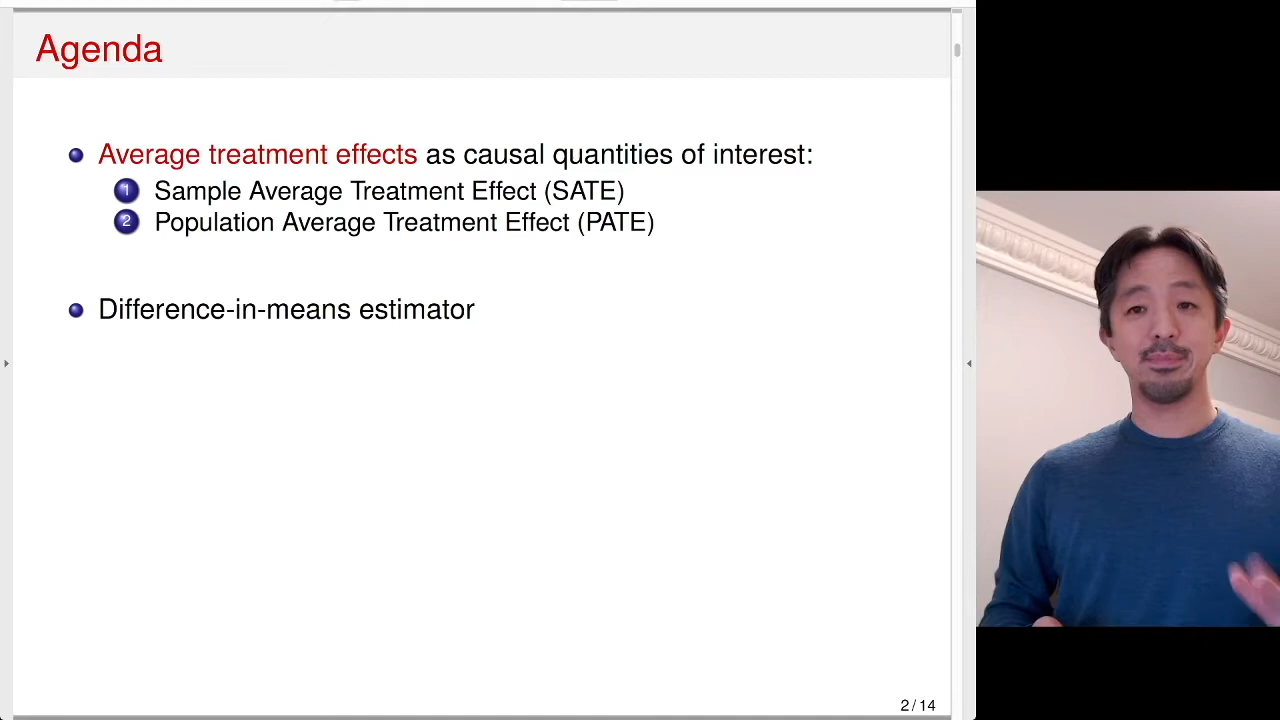 Agenda
Average treatment effects as causal quantities of interest:
1 Sample Average Treatment Effect (SATE)
2 Population Average Treatment Effect (PATE)
Difference-in-means estimator
2 / 14